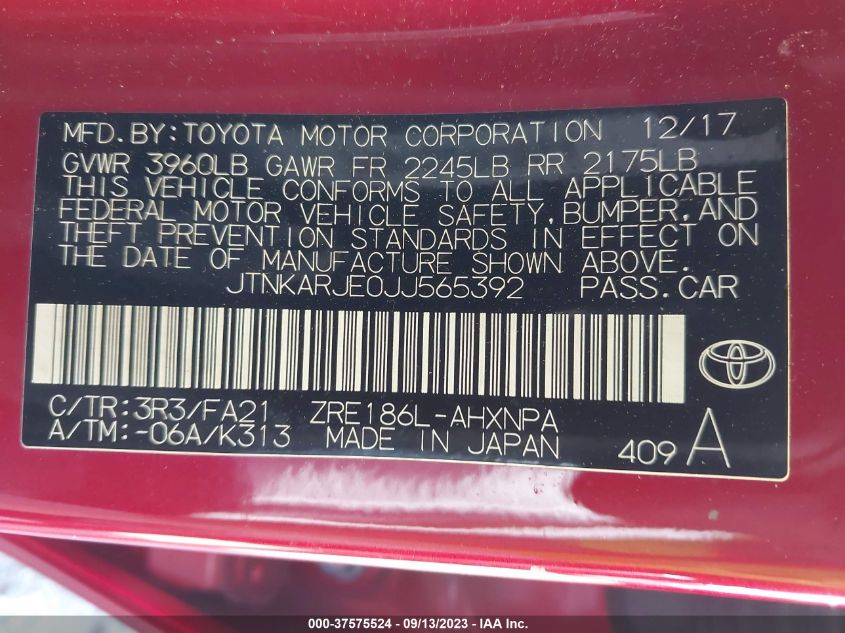 MFD.BY:TOYOTA MOTOR CORPORATION 12/17
GVWR 3960LB GAWR FR 2245LB RR 2175LB
THIS VEHICLE CONFORMS TO ALL APPLICABLE
FEDERAL MOTOR VEHICLE SAFETY,BUMPER,AND
THEFT PREVENTION STANDARDS IN EFFECT ON
THE DATE OF MANUFACTURE SHOWN ABOVE.
JTNKARJE0JJ565392 PASS.CAR
C/TR:3R3/FA21 ZRE186L-AHXNPA
A/TM:-06A/K313 MADE IN JAPAN 409 A
000-37575524 - 09/13/2023 - IAA Inc.